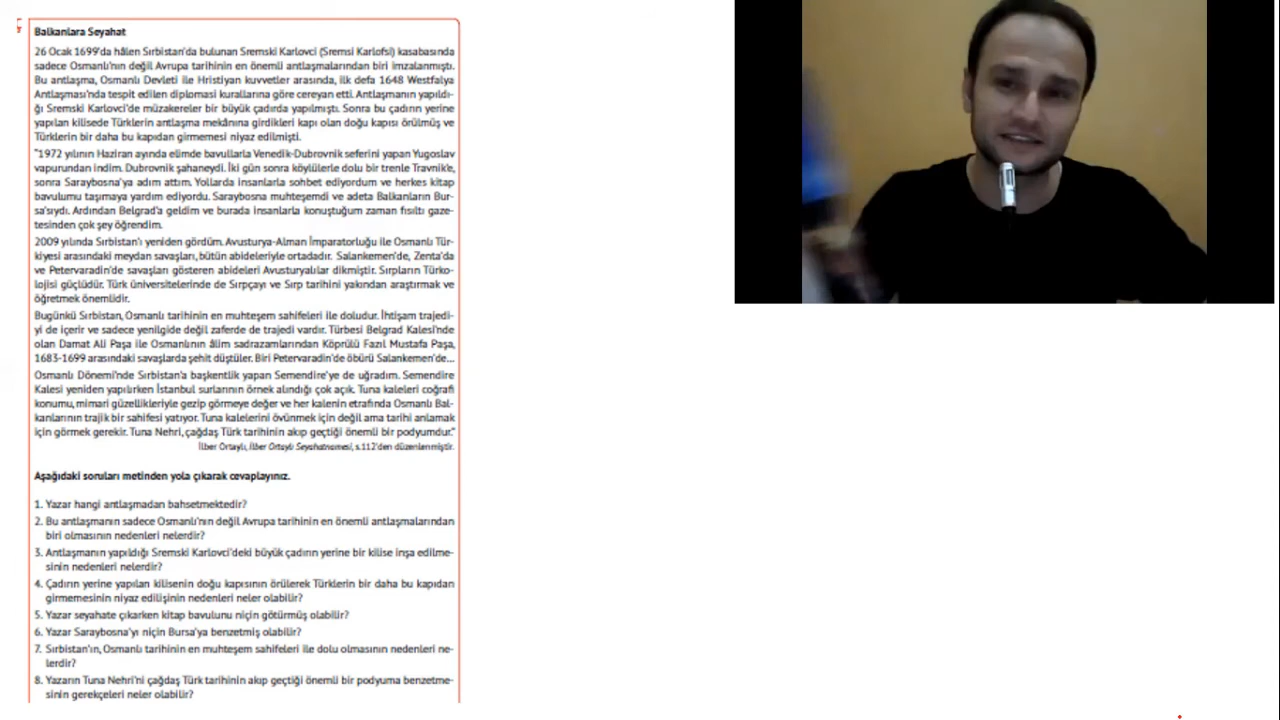 Balkanlara Seyahat
26 Ocak 1699'da hâlen Sırbistan'da bulunan Sremski Karlovci (Sremsi Karlofsi) kasabasında
sadece Osmanlı'nın değil Avrupa tarihinin en önemli antlaşmalarından biri imzalanmıştı.
Bu antlaşma, Osmanlı Devleti ile Hristiyan kuvvetler arasında, ilk defa 1648 Westfalya
Antlaşması'nda tespit edilen diplomasi kurallarına göre cereyan etti. Antlaşmanın yapıldı-
ğı Sremski Karlovci'de müzakereler bir büyük çadırda yapılmıştı. Sonra bu çadırın yerine
yapılan kilisede Türklerin antlaşma mekânına girdikleri kapı olan doğu kapısı örülmüş ve
Türklerin bir daha bu kapıdan girmemesi niyaz edilmişti.
"1972 yılının Haziran ayında elimde bavullarla Venedik-Dubrovnik seferini yapan Yugoslav
vapurundan indim. Dubrovnik şahaneydi. İki gün sonra köylülerle dolu bir trenle Travnik'e,
sonra Saraybosna'ya adım attım. Yollarda insanlarla sohbet ediyordum ve herkes kitap
bavulumu taşımaya yardım ediyordu. Saraybosna muhteşemdi ve adeta Balkanların Bur-
sa'sıydı. Ardından Belgrad'a geldim ve burada insanlarla konuştuğum zaman fısıltı gaze-
tesinden çok şey öğrendim.
2009 yılında Sırbistan'ı yeniden gördüm. Avusturya-Alman İmparatorluğu ile Osmanlı Tür-
kiyesi arasındaki meydan savaşları, bütün abideleriyle ortadadır. Salankemen'de, Zenta'da
ve Petervaradin'de savaşları gösteren abideleri Avusturyalılar dikmiştir. Sırpların Türko-
lojisi güçlüdür. Türk üniversitelerinde de Sırpçayı ve Sırp tarihini yakından araştırmak ve
öğretmek önemlidir.
Bugünkü Sırbistan, Osmanlı tarihinin en muhteşem sahifeleri ile doludur. İhtişam trajedi-
yi de içerir ve sadece yenilgide değil zaferde de trajedi vardır. Türbesi Belgrad Kalesi'nde
olan Damat Ali Paşa ile Osmanlının âlim sadrazamlarından Köprülü Fazıl Mustafa Paşa,
1683-1699 arasındaki savaşlarda şehit düştüler. Biri Petervaradin'de öbürü Salankemen'de...
Osmanlı Dönemi'nde Sırbistan'a başkentlik yapan Semendire'ye de uğradım. Semendire
Kalesi yeniden yapılırken İstanbul surlarının örnek alındığı çok açık. Tuna kaleleri coğrafi
konumu, mimari güzellikleriyle gezip görmeye değer ve her kalenin etrafında Osmanlı Bal-
kanlarının trajik bir sahifesi yatıyor. Tuna kalelerini övünmek için değil ama tarihi anlamak
için görmek gerekir. Tuna Nehri, çağdaş Türk tarihinin akıp geçtiği önemli bir podyumdur."
İlber Ortaylı, İlber Ortaylı Seyahatnamesi, s.112'den düzenlenmiştir.
Aşağıdaki soruları metinden yola çıkarak cevaplayınız.
1. Yazar hangi antlaşmadan bahsetmektedir?
2. Bu antlaşmanın sadece Osmanlı'nın değil Avrupa tarihinin en önemli antlaşmalarından
biri olmasının nedenleri nelerdir?
3. Antlaşmanın yapıldığı Sremski Karlovci'deki büyük çadırın yerine bir kilise inşa edilme-
sinin nedenleri nelerdir?
4. Çadırın yerine yapılan kilisenin doğu kapısının örülerek Türklerin bir daha bu kapıdan
girmemesinin niyaz edilişinin nedenleri neler olabilir?
5. Yazar seyahate çıkarken kitap bavulunu niçin götürmüş olabilir?
6. Yazar Saraybosna'yı niçin Bursa'ya benzetmiş olabilir?
7. Sırbistan'ın, Osmanlı tarihinin en muhteşem sahifeleri ile dolu olmasının nedenleri ne-
lerdir?
8. Yazarın Tuna Nehri'ni çağdaş Türk tarihinin akıp geçtiği önemli bir podyuma benzetme-
sinin gerekçeleri neler olabilir?